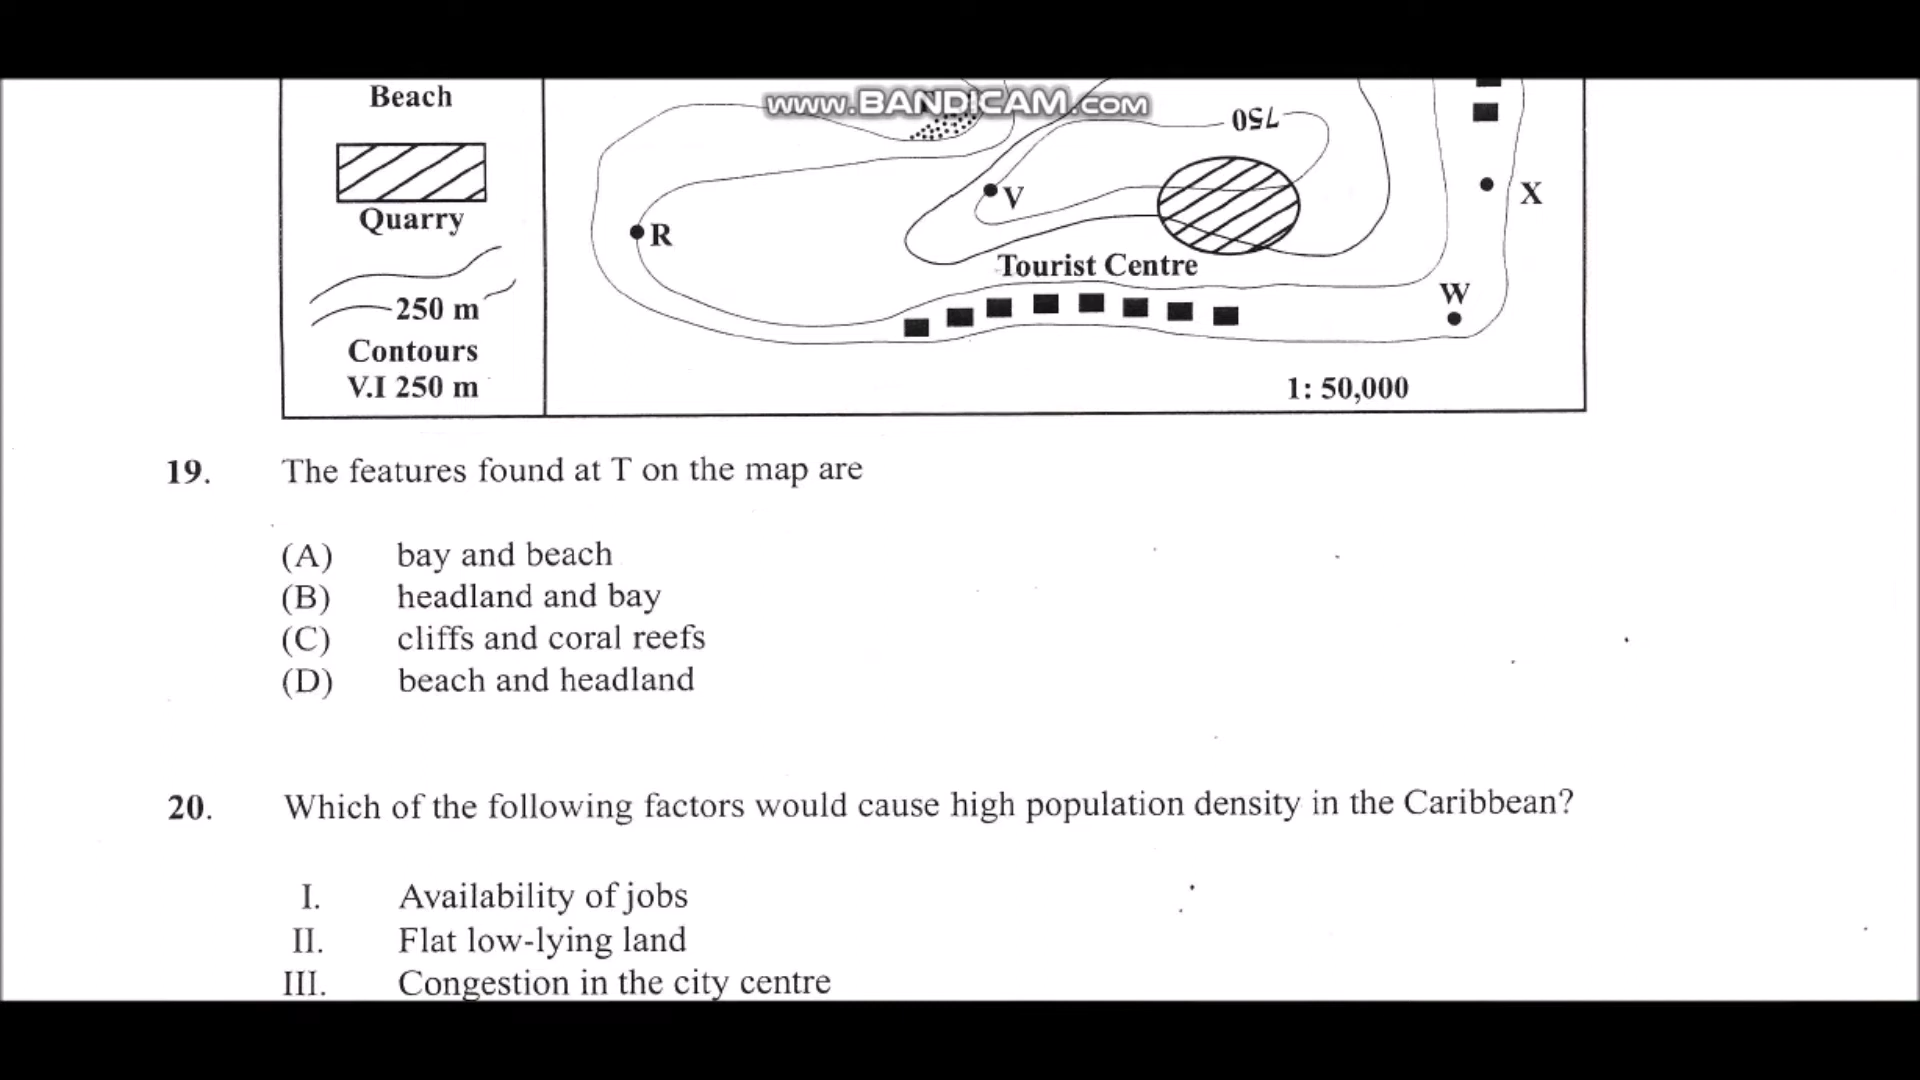 Beach
www.BANDICAM.com
750
Quarry
V
X
R
Tourist Centre
W
250 m
Contours
V.I 250 m
1: 50,000
19. The features found at T on the map are
(A) bay and beach
(B) headland and bay
(C) cliffs and coral reefs
(D) beach and headland
20. Which of the following factors would cause high population density in the Caribbean?
I. Availability of jobs
II. Flat low-lying land
III. Congestion in the city centre